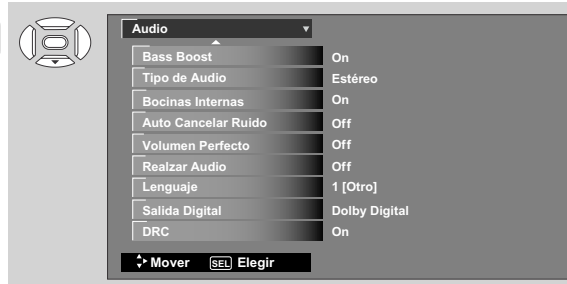 Audio
Bass Boost On
Tipo de Audio Estéreo
Bocinas Internas On
Auto Cancelar Ruido Off
Volumen Perfecto Off
Realzar Audio Off
Lenguaje 1 [Otro]
Salida Digital Dolby Digital
DRC On
Mover SEL Elegir